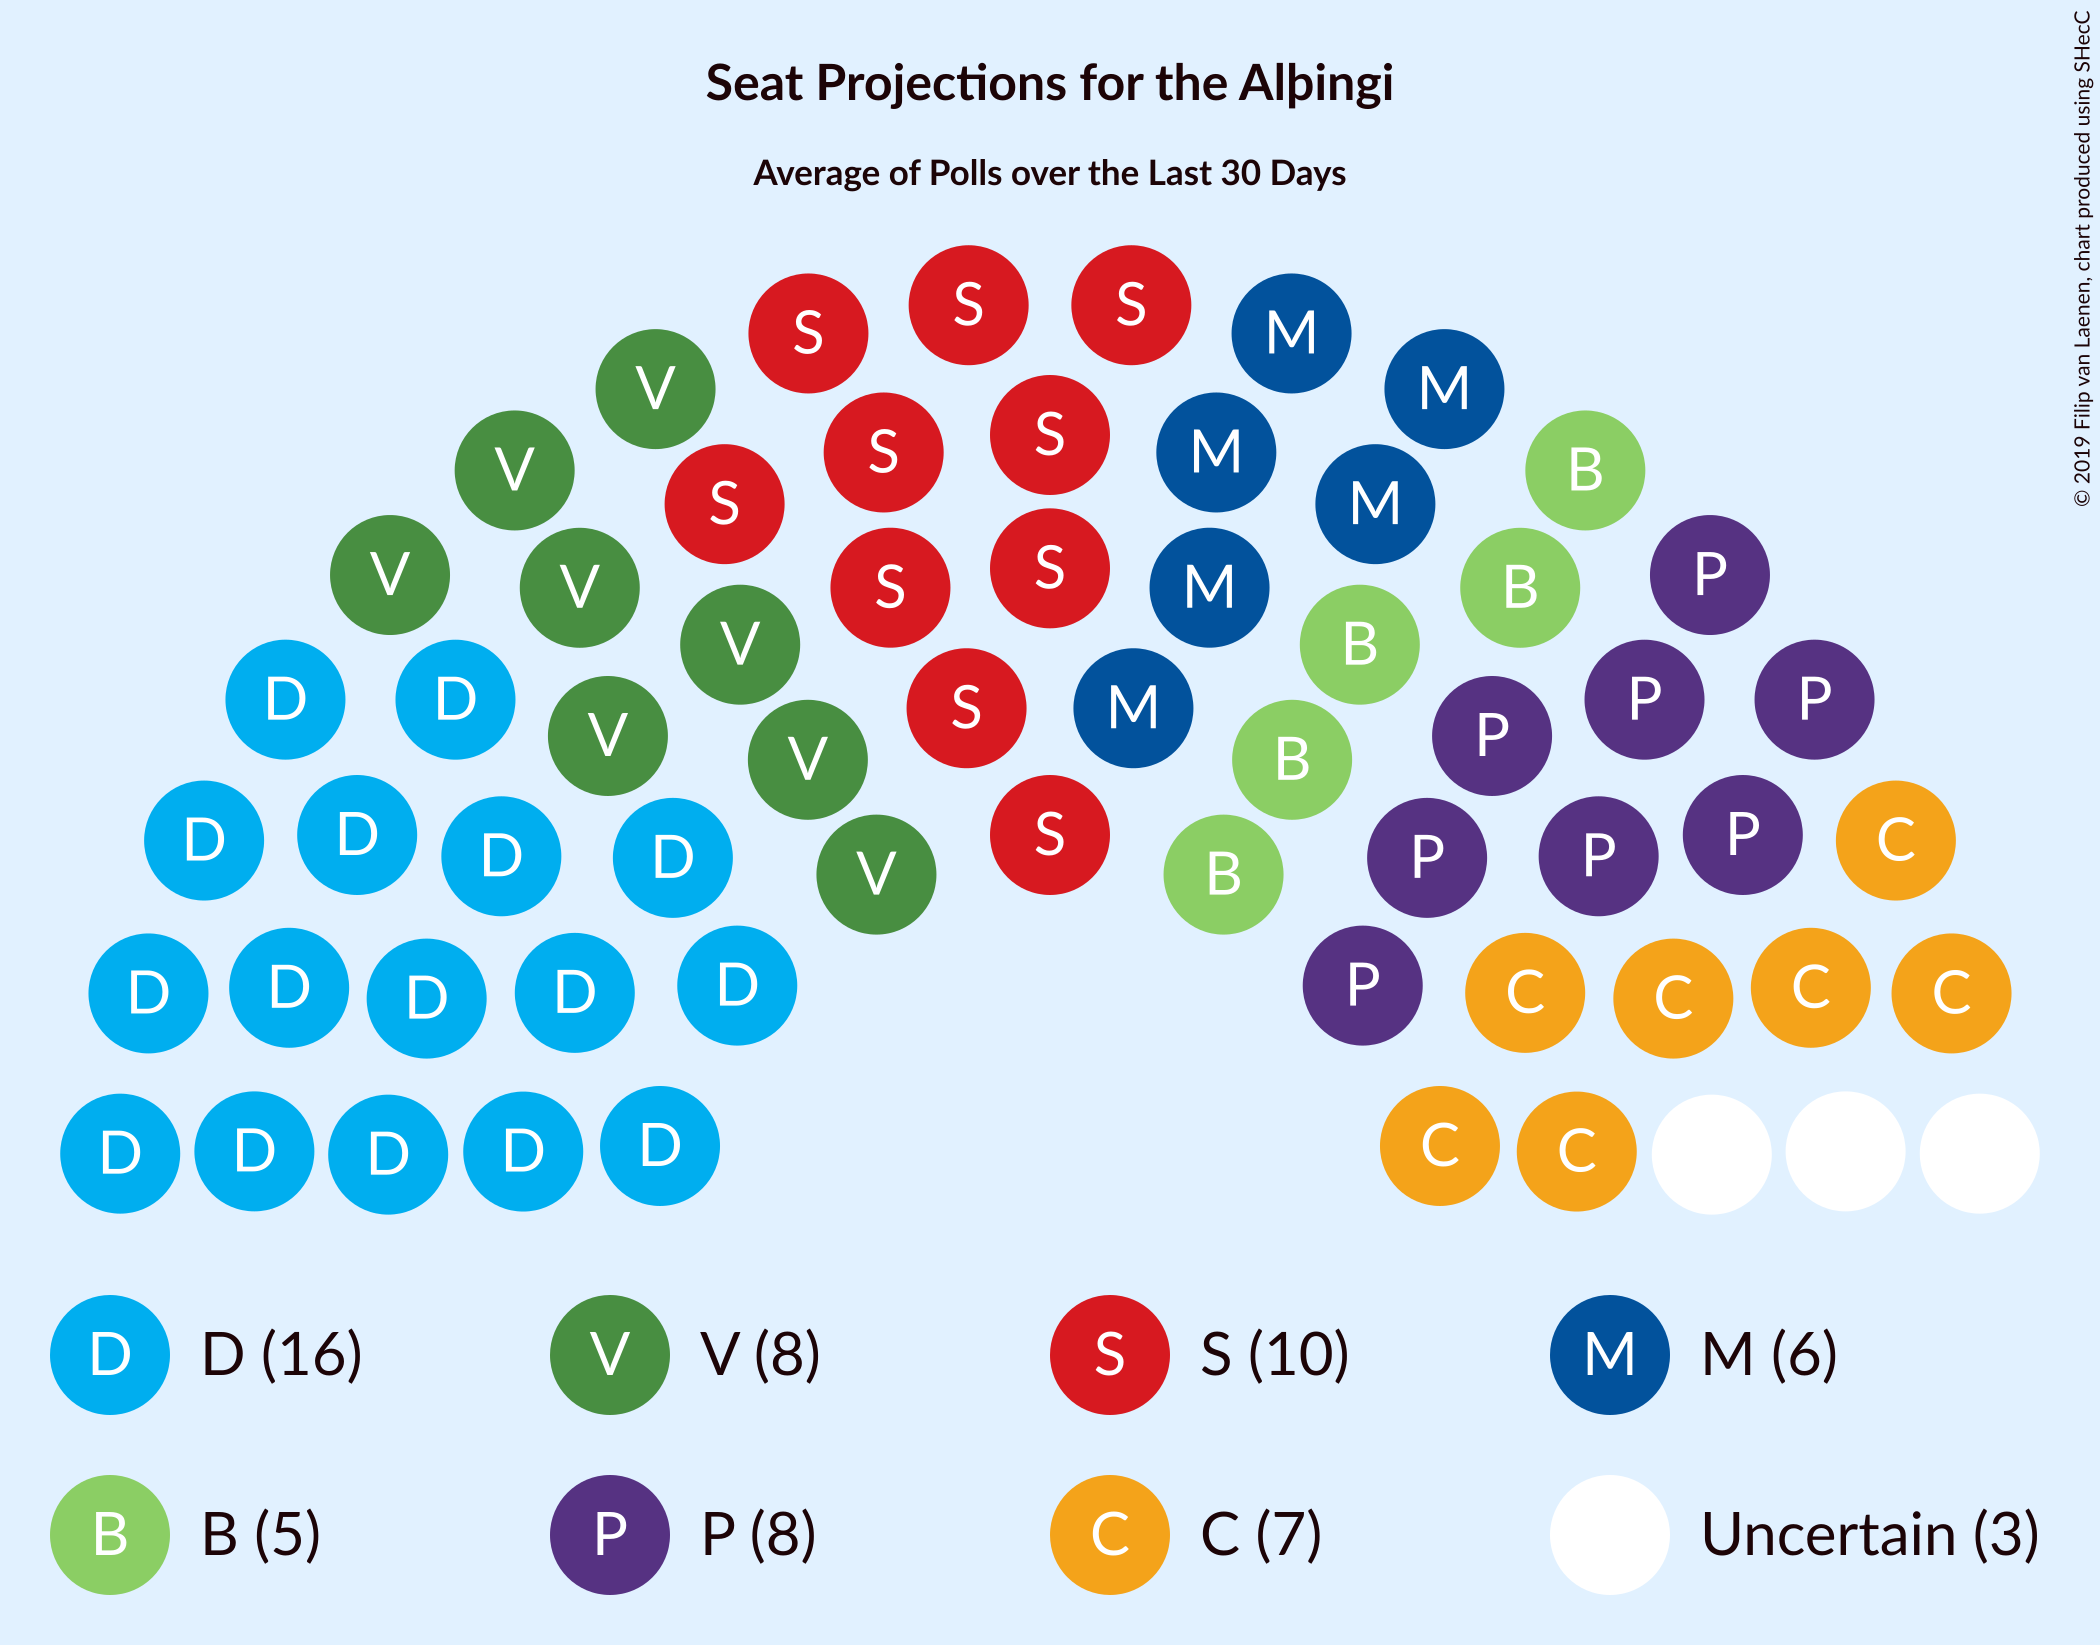 Seat Projections for the Alþingi
Average of Polls over the Last 30 Days
© 2019 Filip van Laenen, chart produced using SHecC
S S
S M
V S M
S
S M
V B
S M
S
V P
V S M B
V B
D D S M P P
V P
V B
D D C
D D P P P
S
V B
D D D P C C
D D C C
D D D D D C C
D D (16) V V (8) S S (10) M M (6)
B B (5) P P (8) C C (7) Uncertain (3)